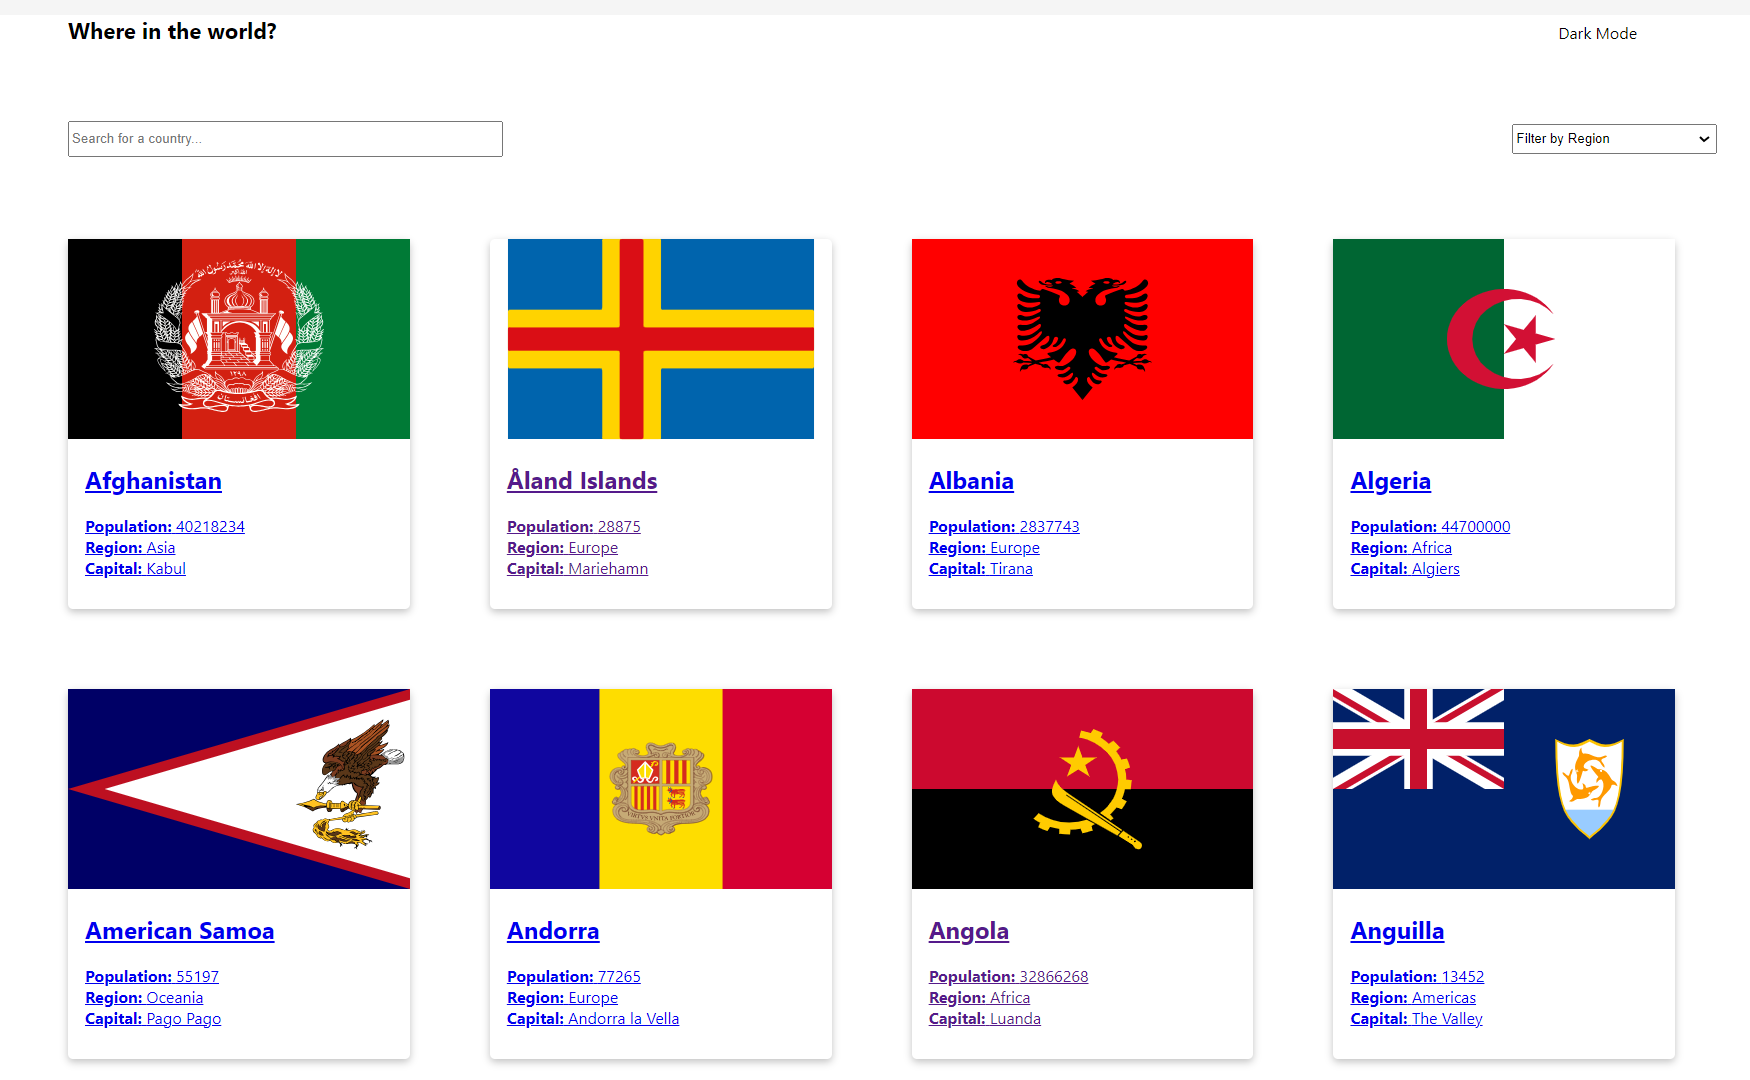 Where in the world?
Dark Mode
Search for a country...
Filter by Region
Afghanistan
Population: 40218234
Region: Asia
Capital: Kabul
Åland Islands
Population: 28875
Region: Europe
Capital: Mariehamn
Albania
Population: 2837743
Region: Europe
Capital: Tirana
Algeria
Population: 44700000
Region: Africa
Capital: Algiers
American Samoa
Population: 55197
Region: Oceania
Capital: Pago Pago
Andorra
Population: 77265
Region: Europe
Capital: Andorra la Vella
Angola
Population: 32866268
Region: Africa
Capital: Luanda
Anguilla
Population: 13452
Region: Americas
Capital: The Valley